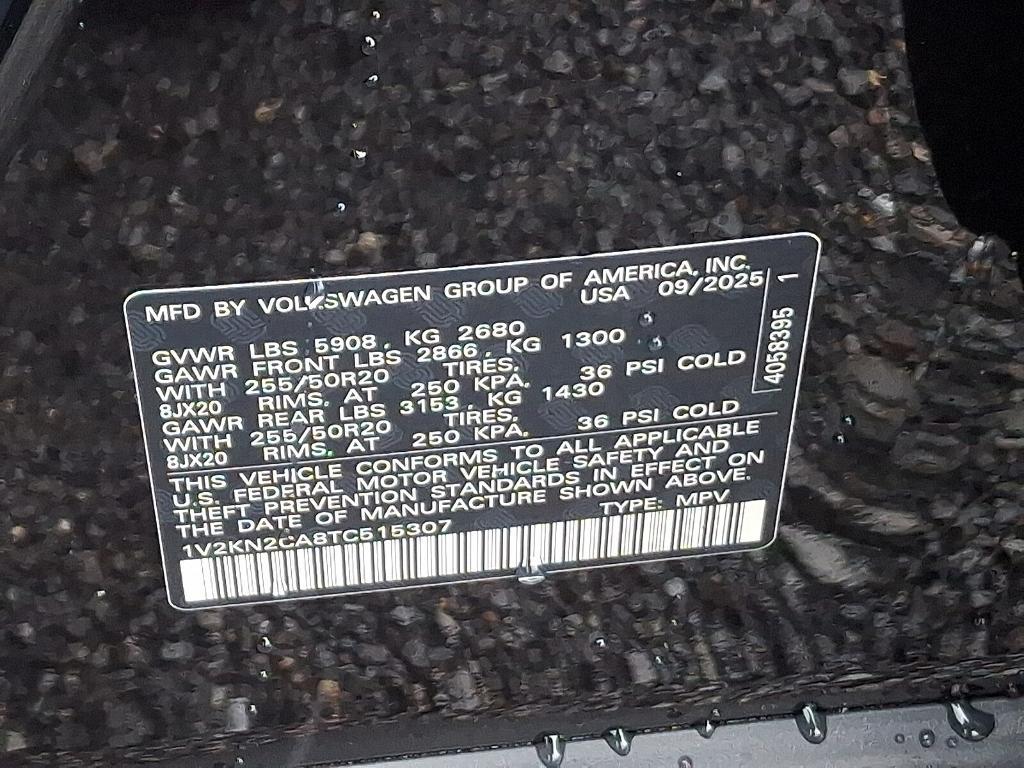 MFD BY VOLKSWAGEN GROUP OF AMERICA, INC.
USA 09/2025
GVWR LBS 5908, KG 2680
GAWR FRONT LBS 2866, KG 1300
WITH 255/50R20 TIRES,
8JX20 RIMS, AT 250 KPA, 36 PSI COLD
GAWR REAR LBS 3153, KG 1430
WITH 255/50R20 TIRES,
8JX20 RIMS, AT 250 KPA, 36 PSI COLD
THIS VEHICLE CONFORMS TO ALL APPLICABLE
U.S. FEDERAL MOTOR VEHICLE SAFETY AND
THEFT PREVENTION STANDARDS IN EFFECT ON
THE DATE OF MANUFACTURE SHOWN ABOVE.
1V2KN2CA8TC515307 TYPE: MPV
4058395 1